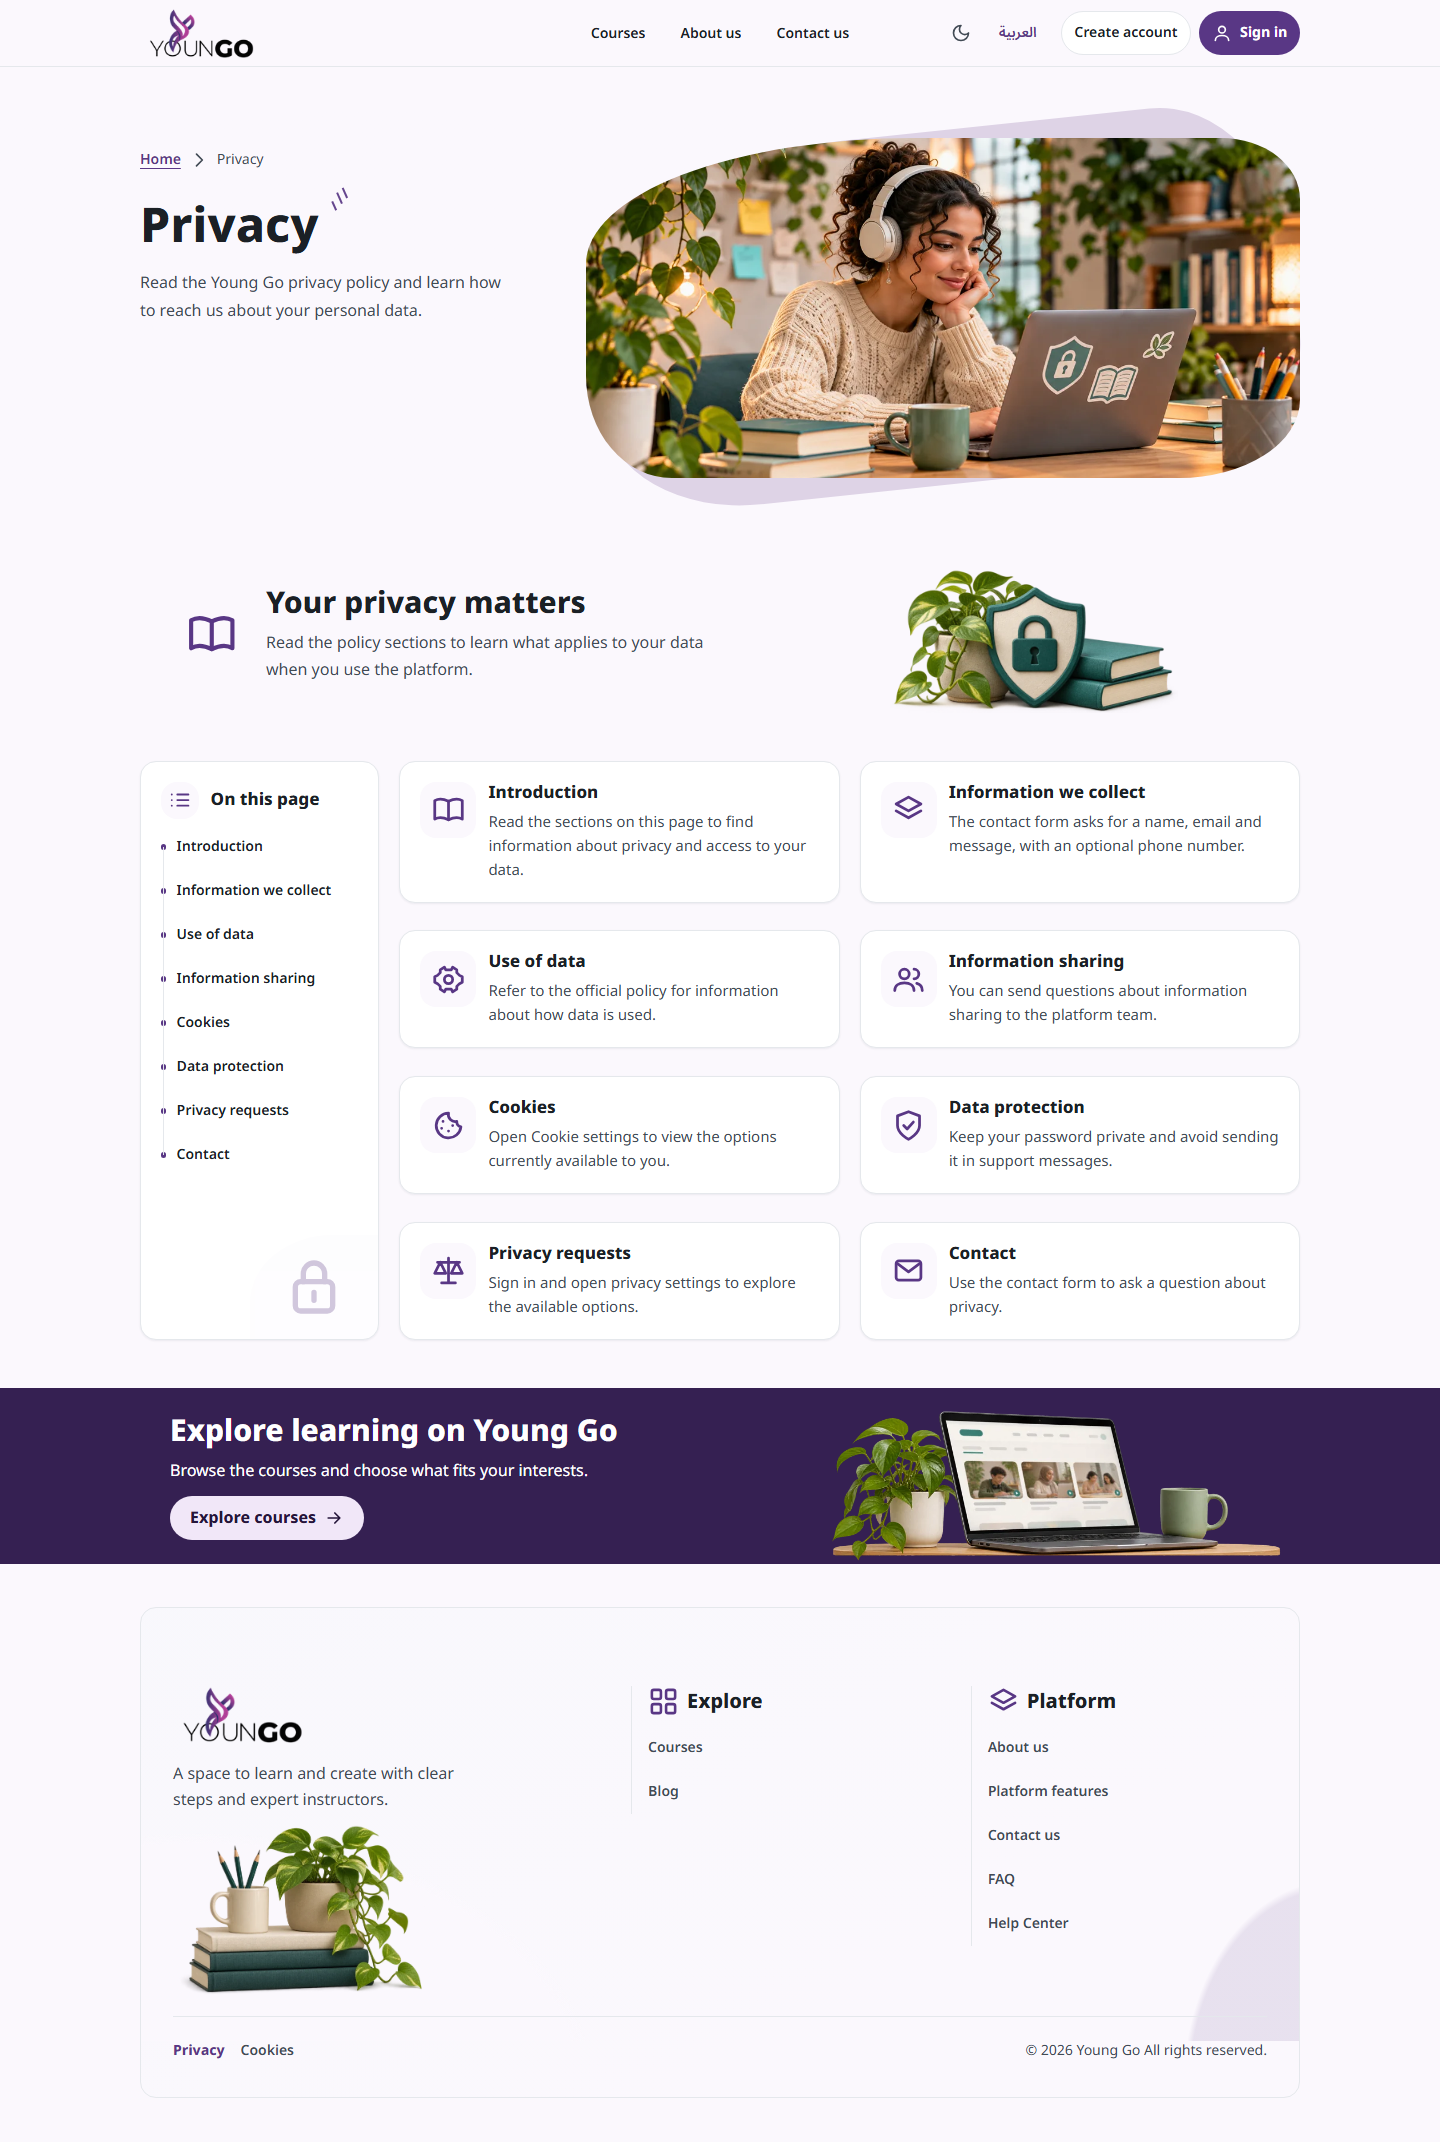 YOUNGO
Courses
About us
Contact us
العربية
Create account
Sign in
Home
Privacy
Privacy
Read the Young Go privacy policy and learn how
to reach us about your personal data.
Your privacy matters
Read the policy sections to learn what applies to your data
when you use the platform.
On this page
Introduction
Information we collect
Use of data
Information sharing
Cookies
Data protection
Privacy requests
Contact
Introduction
Read the sections on this page to find
information about privacy and access to your
data.
Information we collect
The contact form asks for a name, email and
message, with an optional phone number.
Use of data
Refer to the official policy for information
about how data is used.
Information sharing
You can send questions about information
sharing to the platform team.
Cookies
Open Cookie settings to view the options
currently available to you.
Data protection
Keep your password private and avoid sending
it in support messages.
Privacy requests
Sign in and open privacy settings to explore
the available options.
Contact
Use the contact form to ask a question about
privacy.
Explore learning on Young Go
Browse the courses and choose what fits your interests.
Explore courses
YOUNGO
A space to learn and create with clear
steps and expert instructors.
Explore
Courses
Blog
Platform
About us
Platform features
Contact us
FAQ
Help Center
Privacy
Cookies
© 2026 Young Go All rights reserved.